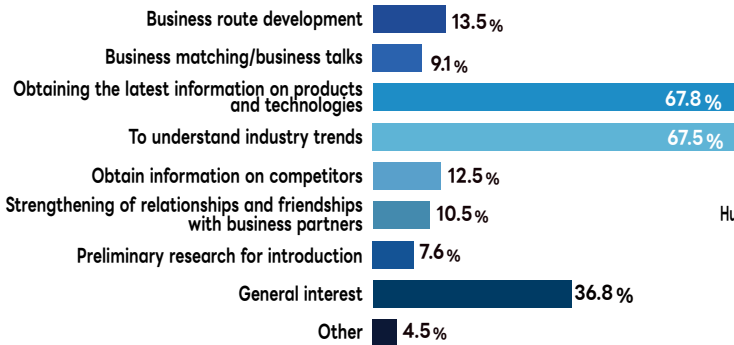 Business route development 13.5%
Business matching/business talks 9.1%
Obtaining the latest information on products
and technologies 67.8%
To understand industry trends 67.5%
Obtain information on competitors 12.5%
Strengthening of relationships and friendships
with business partners 10.5%
Preliminary research for introduction 7.6%
General interest 36.8%
Other 4.5%